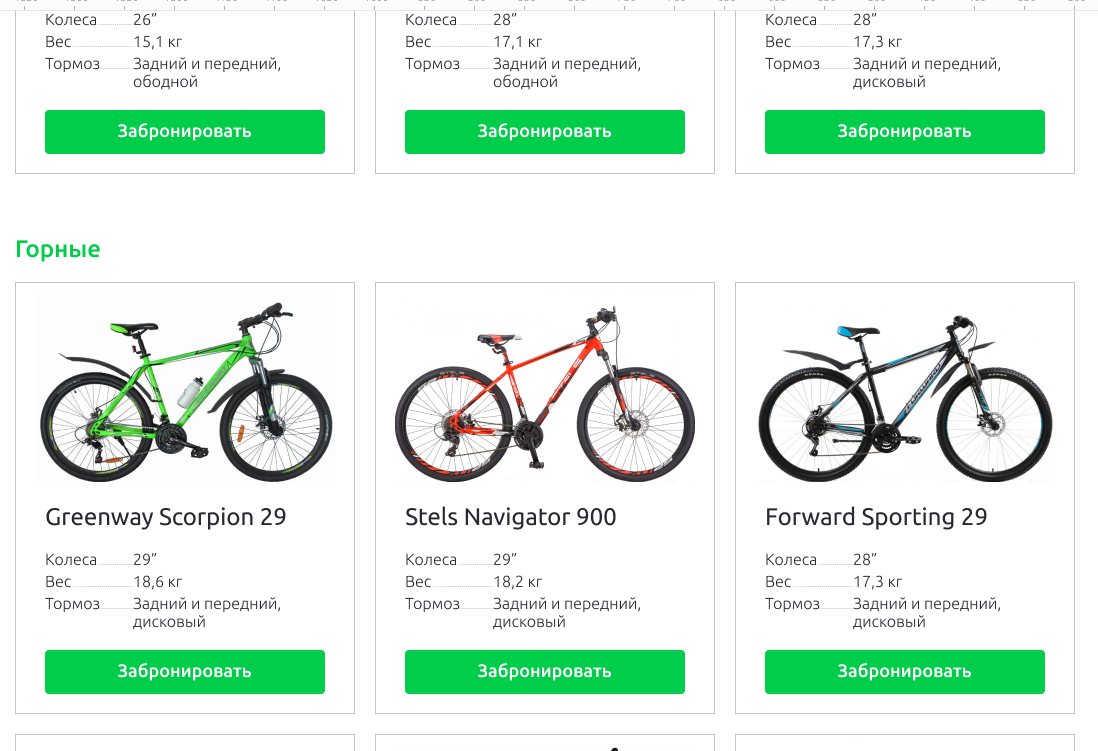 Колеса 26” Колеса 28” Колеса 28”
Вес 15,1 кг Вес 17,1 кг Вес 17,3 кг
Тормоз Задний и передний, Тормоз Задний и передний, Тормоз Задний и передний,
ободной ободной дисковый
Забронировать Забронировать Забронировать
Горные
Greenway Scorpion 29 Stels Navigator 900 Forward Sporting 29
Колеса 29” Колеса 29” Колеса 28”
Вес 18,6 кг Вес 18,2 кг Вес 17,3 кг
Тормоз Задний и передний, Тормоз Задний и передний, Тормоз Задний и передний,
дисковый дисковый дисковый
Забронировать Забронировать Забронировать